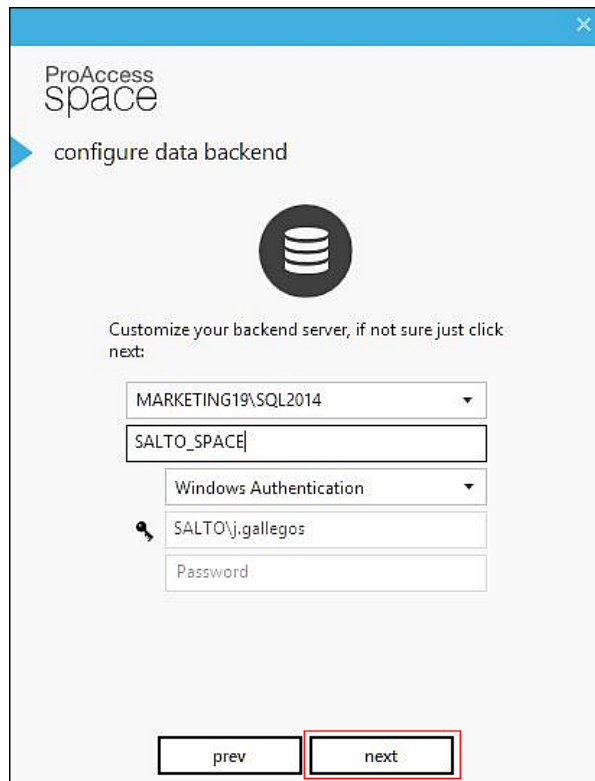 ProAccess
space
configure data backend
Customize your backend server, if not sure just click
next:
MARKETING19\SQL2014
SALTO_SPACE
Windows Authentication
SALTO\j.gallegos
Password
prev
next